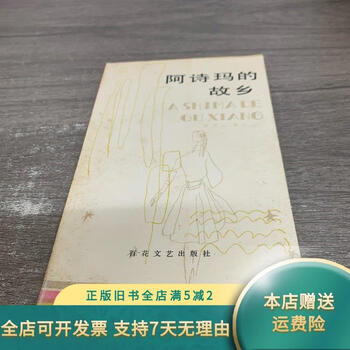 阿诗玛的
故乡
ASHIMA DE
GUXIANG
百花文艺出版社
正版旧书全店满5减2
全店可开发票 支持7天无理由
本店赠送
运费险